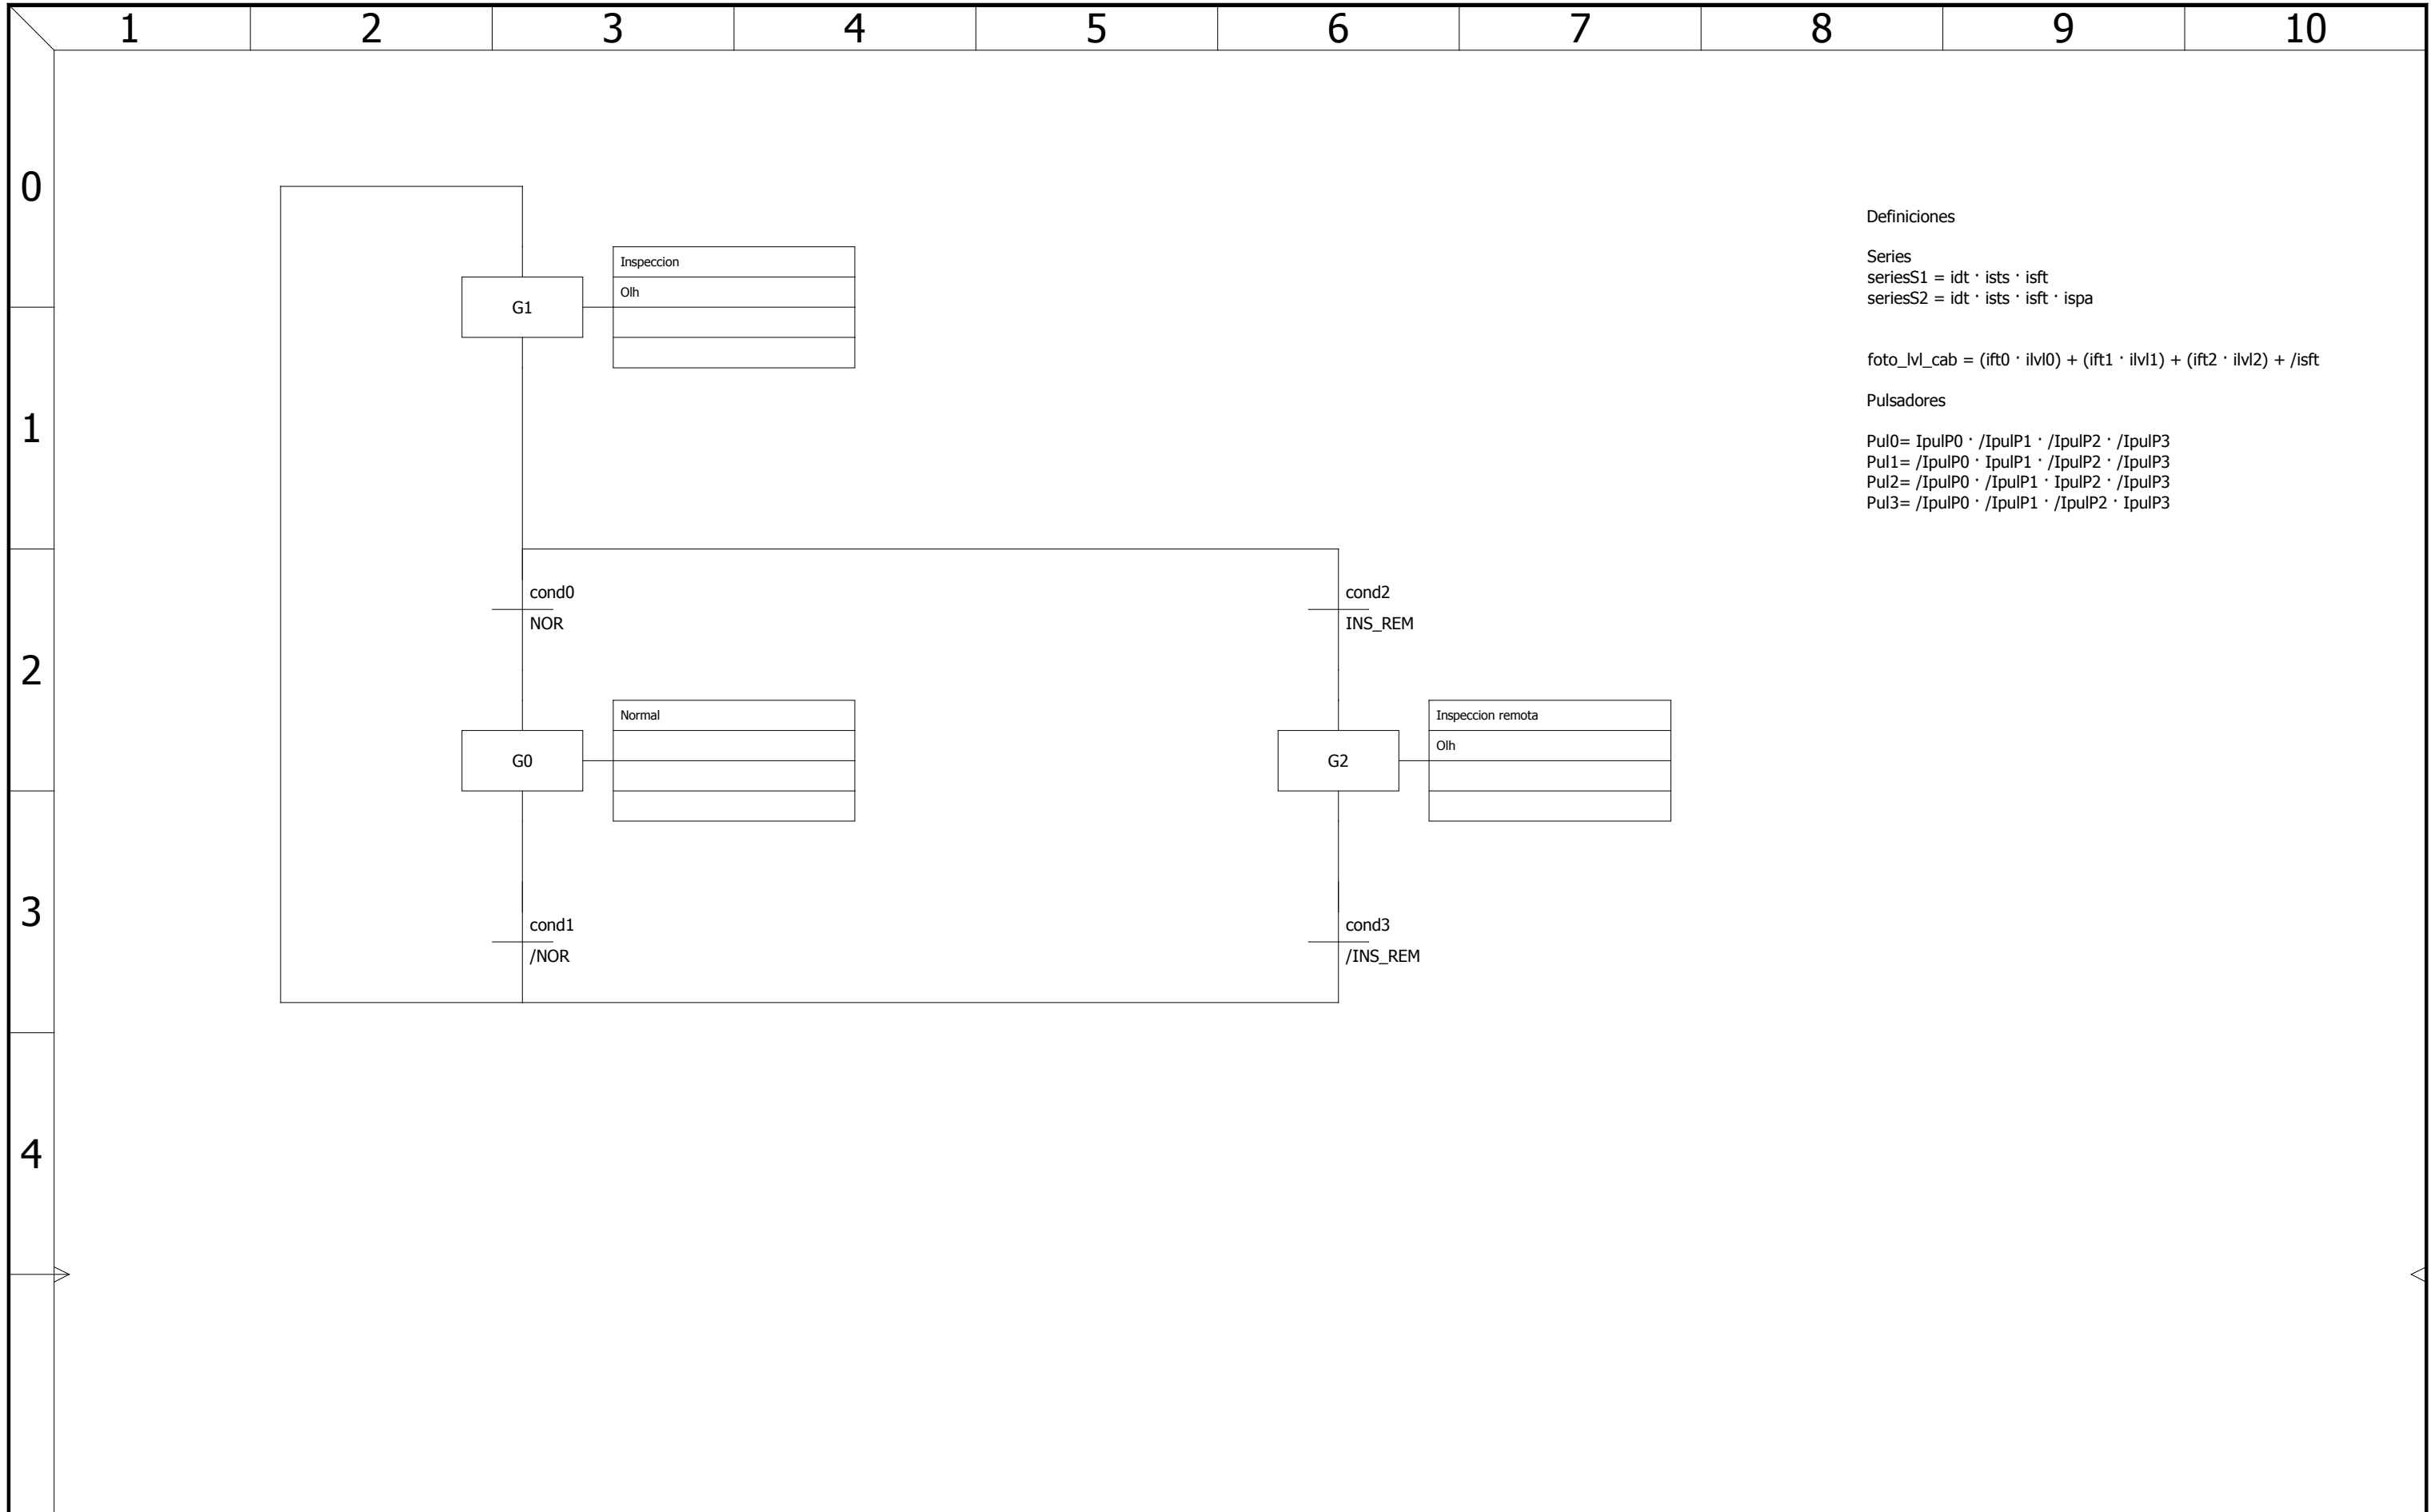 1 2 3 4 5 6 7 8 9 10
0
1
2
3
4
Inspeccion
Olh
G1
cond0
NOR
cond2
INS_REM
Normal
G0
Inspeccion remota
Olh
G2
cond1
/NOR
cond3
/INS_REM
Definiciones
Series
seriesS1 = idt · ists · isft
seriesS2 = idt · ists · isft · ispa
foto_lvl_cab = (ift0 · ilvl0) + (ift1 · ilvl1) + (ift2 · ilvl2) + /isft
Pulsadores
Pul0= IpulP0 · /IpulP1 · /IpulP2 · /IpulP3
Pul1= /IpulP0 · IpulP1 · /IpulP2 · /IpulP3
Pul2= /IpulP0 · /IpulP1 · IpulP2 · /IpulP3
Pul3= /IpulP0 · /IpulP1 · /IpulP2 · IpulP3